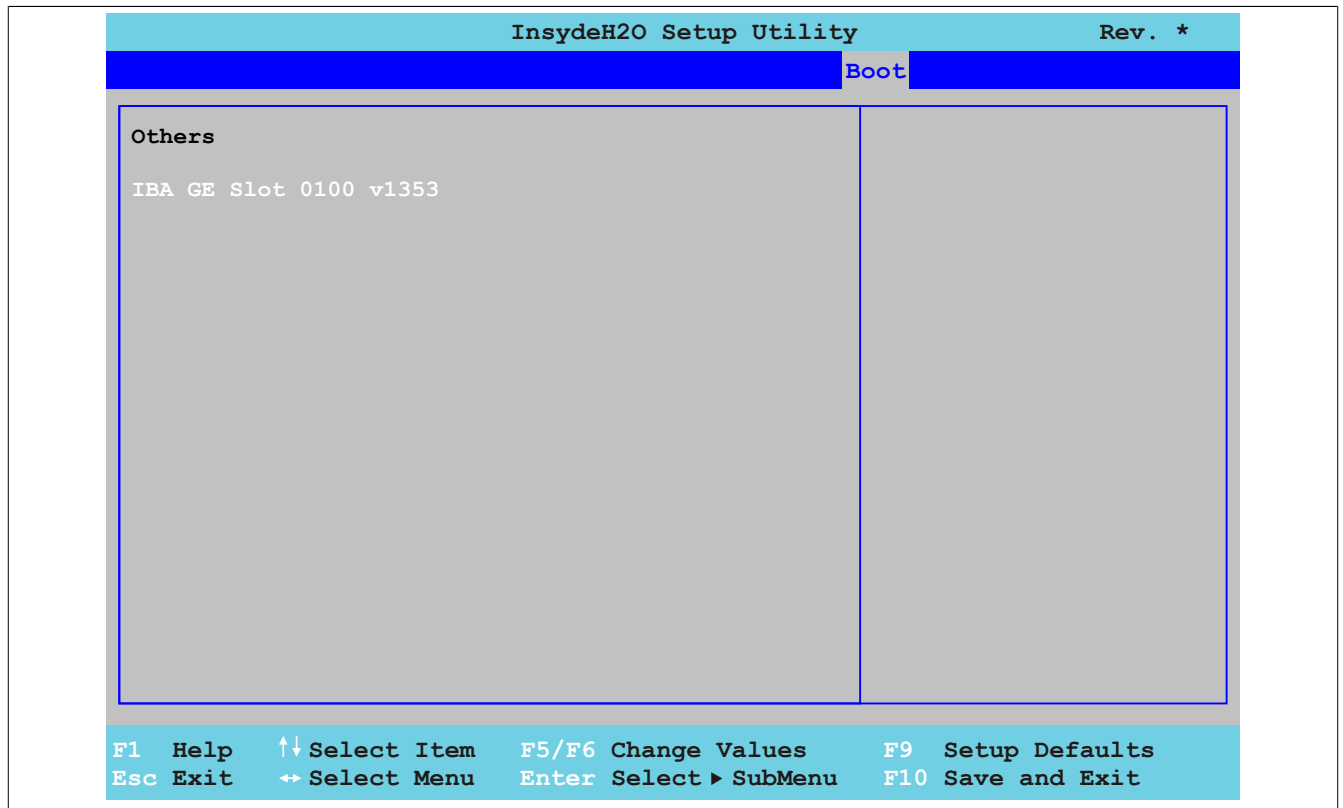 InsydeH2O Setup Utility Rev. *
Boot
Others
IBA GE Slot 0100 v1353
F1 Help ↑↓ Select Item F5/F6 Change Values F9 Setup Defaults
Esc Exit ↔ Select Menu Enter Select ▶ SubMenu F10 Save and Exit